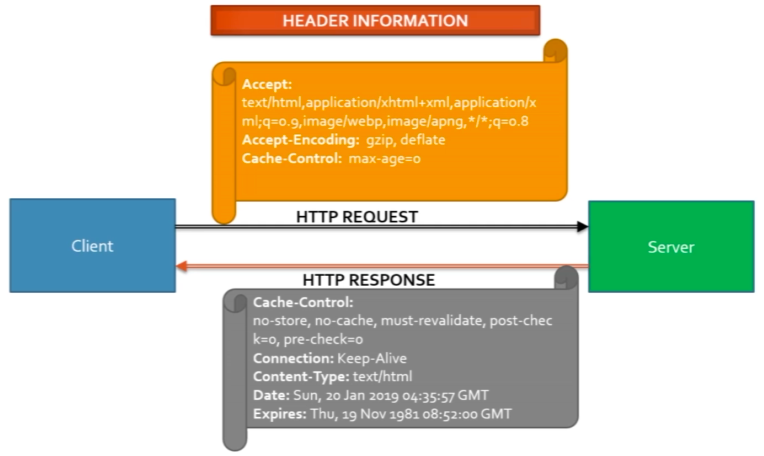 HEADER INFORMATION
Accept:
text/html,application/xhtml+xml,application/x
ml;q=0.9,image/webp,image/apng,*/*;q=0.8
Accept-Encoding: gzip, deflate
Cache-Control: max-age=0
HTTP REQUEST
Client
Server
HTTP RESPONSE
Cache-Control:
no-store, no-cache, must-revalidate, post-chec
k=0, pre-check=0
Connection: Keep-Alive
Content-Type: text/html
Date: Sun, 20 Jan 2019 04:35:57 GMT
Expires: Thu, 19 Nov 1981 08:52:00 GMT